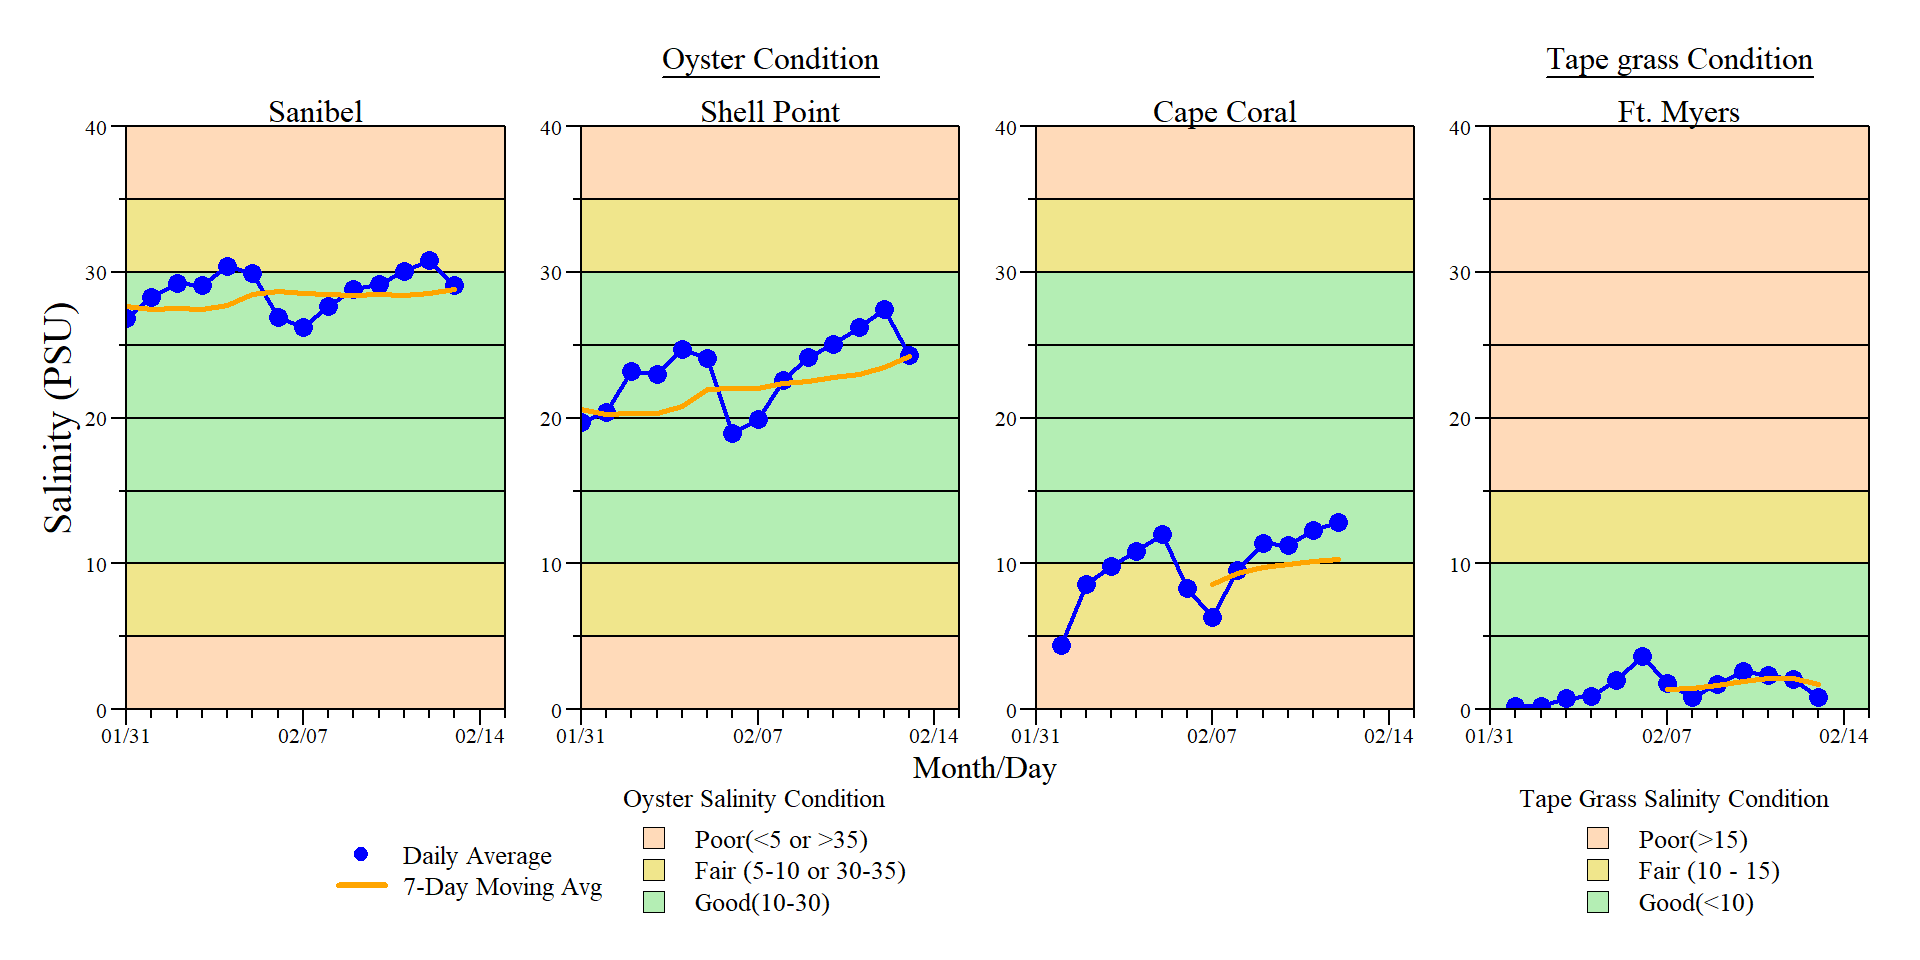 Oyster Condition
Tape grass Condition
Sanibel
Shell Point
Cape Coral
Ft. Myers
Salinity (PSU)
40
30
20
10
0
01/31
02/07
02/14
40
30
20
10
0
01/31
02/07
02/14
40
30
20
10
0
01/31
02/07
02/14
40
30
20
10
0
01/31
02/07
02/14
Month/Day
Daily Average
7-Day Moving Avg
Oyster Salinity Condition
Poor(<5 or >35)
Fair (5-10 or 30-35)
Good(10-30)
Tape Grass Salinity Condition
Poor(>15)
Fair (10 - 15)
Good(<10)